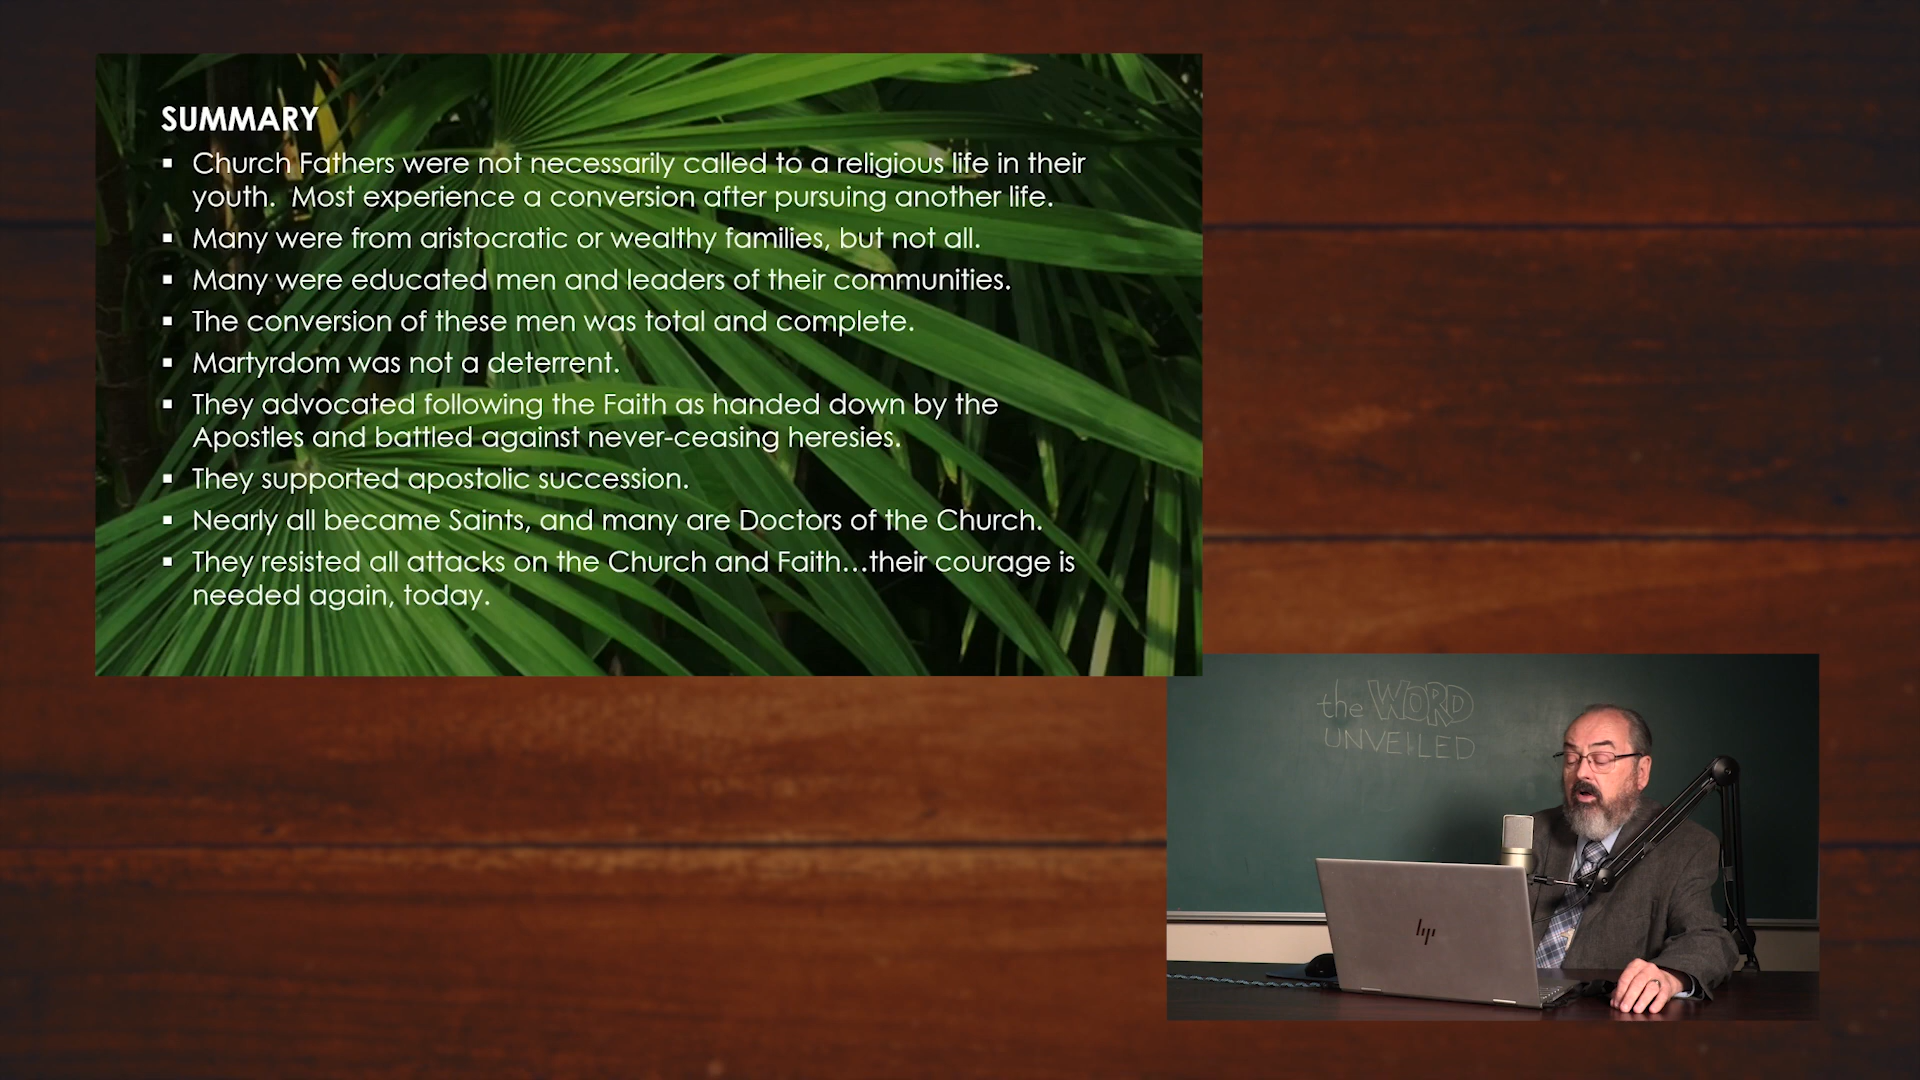 SUMMARY
▪ Church Fathers were not necessarily called to a religious life in their
youth.  Most experience a conversion after pursuing another life.
▪ Many were from aristocratic or wealthy families, but not all.
▪ Many were educated men and leaders of their communities.
▪ The conversion of these men was total and complete.
▪ Martyrdom was not a deterrent.
▪ They advocated following the Faith as handed down by the
Apostles and battled against never-ceasing heresies.
▪ They supported apostolic succession.
▪ Nearly all became Saints, and many are Doctors of the Church.
▪ They resisted all attacks on the Church and Faith…their courage is
needed again, today.
the WORD
UNVEILED
hp